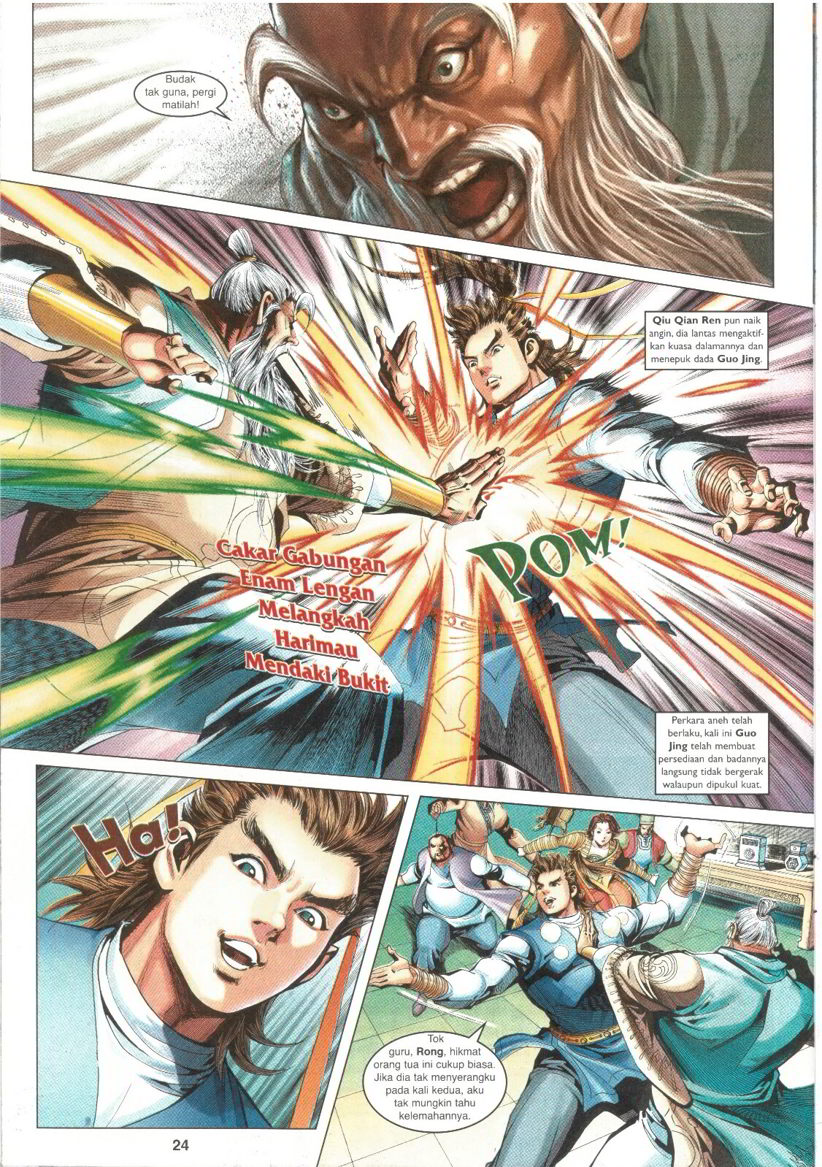 Budak
tak guna, pergi
matilah!
Qiu Qian Ren pun naik
angin, dia lantas mengaktif-
kan kuasa dalamannya dan
menepuk dada Guo Jing.
Cakar Gabungan
Enam Lengan
Melangkah
Harimau
Mendaki Bukit
POM!
Perkara aneh telah
berlaku, kali ini Guo
Jing telah membuat
persediaan dan badannya
langsung tidak bergerak
walaupun dipukul kuat.
Ha!
Tok
guru, Rong, hikmat
orang tua ini cukup biasa.
Jika dia tak menyerangku
pada kali kedua, aku
tak mungkin tahu
kelemahannya.
24